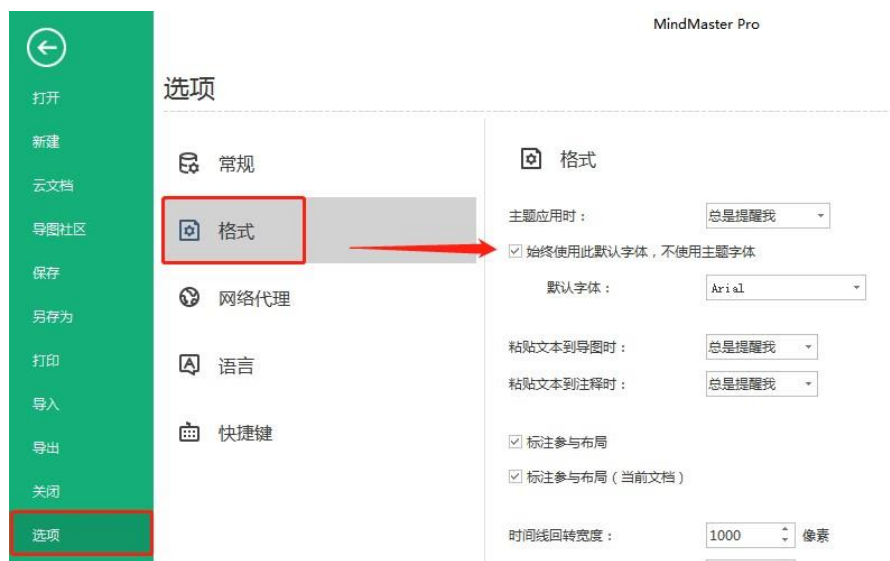 MindMaster Pro
打开
新建
云文档
导图社区
保存
另存为
打印
导入
导出
关闭
选项
选项
常规
格式
网络代理
语言
快捷键
格式
主题应用时： 总是提醒我
始终使用此默认字体，不使用主题字体
默认字体： Arial
粘贴文本到导图时： 总是提醒我
粘贴文本到注释时： 总是提醒我
标注参与布局
标注参与布局（当前文档）
时间线回转宽度： 1000 像素